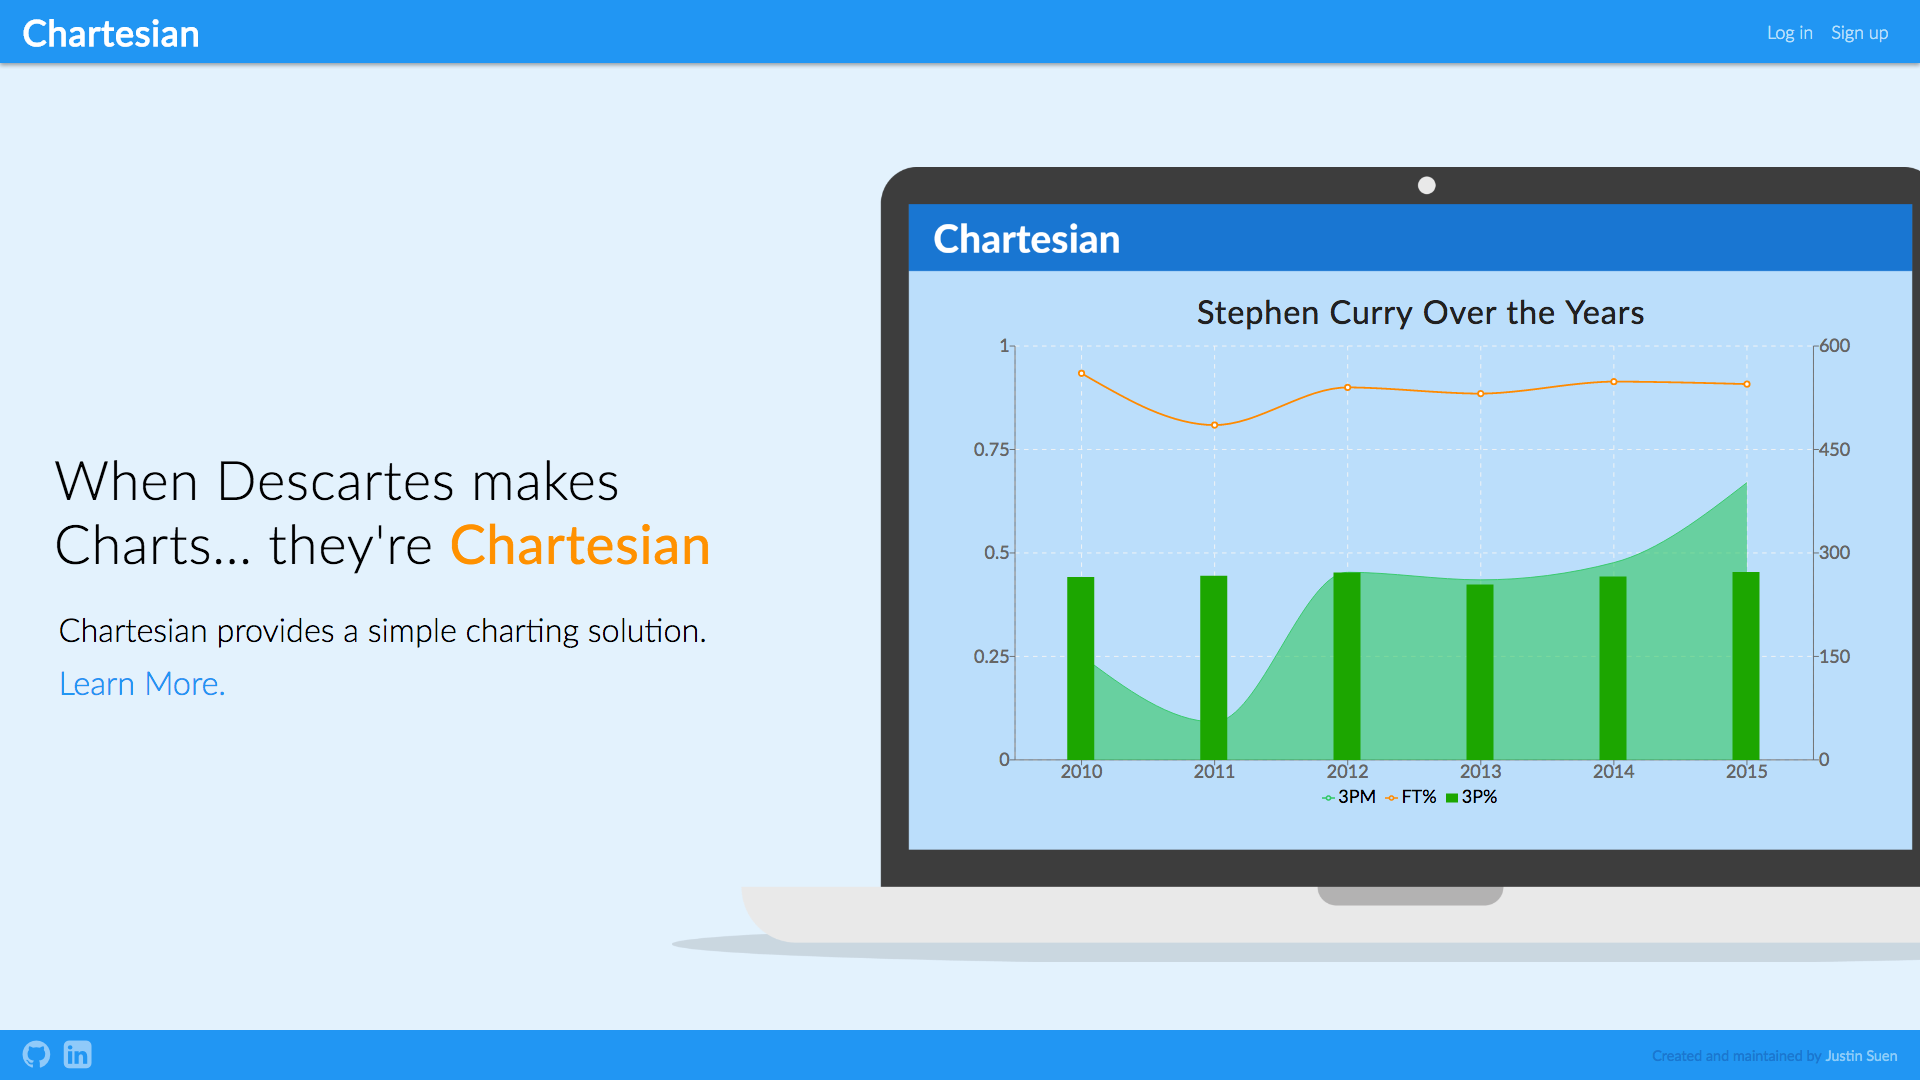 Chartesian
Log in Sign up
Chartesian
Stephen Curry Over the Years
1 600
0.75 450
0.5 300
0.25 150
0 0
2010 2011 2012 2013 2014 2015
3PM FT% 3P%
When Descartes makes
Charts... they're Chartesian
Chartesian provides a simple charting solution.
Learn More.
in
Created and maintained by Justin Suen